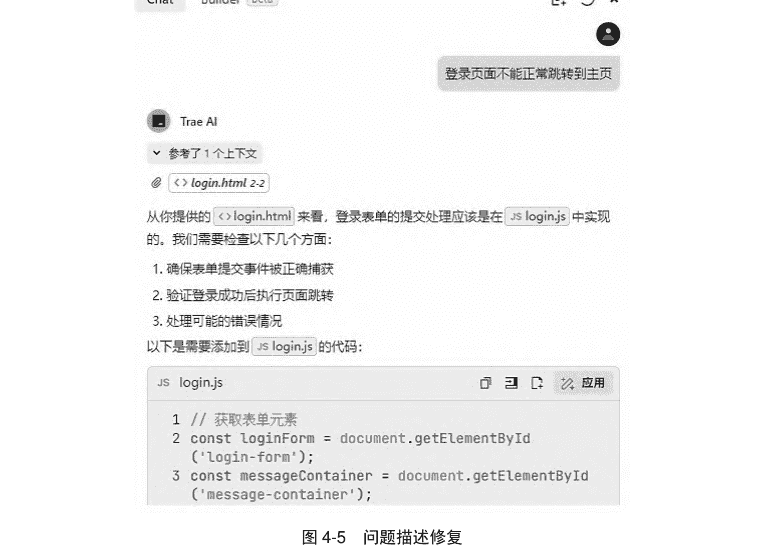 Chat Builder Beta
登录页面不能正常跳转到主页
Trae AI
参考了 1 个上下文
<> login.html 2-2
从你提供的 <> login.html 来看，登录表单的提交处理应该是在 JS login.js 中实现
的。我们需要检查以下几个方面：
1. 确保表单提交事件被正确捕获
2. 验证登录成功后执行页面跳转
3. 处理可能的错误情况
以下是需要添加到 JS login.js 的代码：
JS login.js 应用
1 // 获取表单元素
2 const loginForm = document.getElementById
('login-form');
3 const messageContainer = document.getElementById
('message-container');
图 4-5 问题描述修复